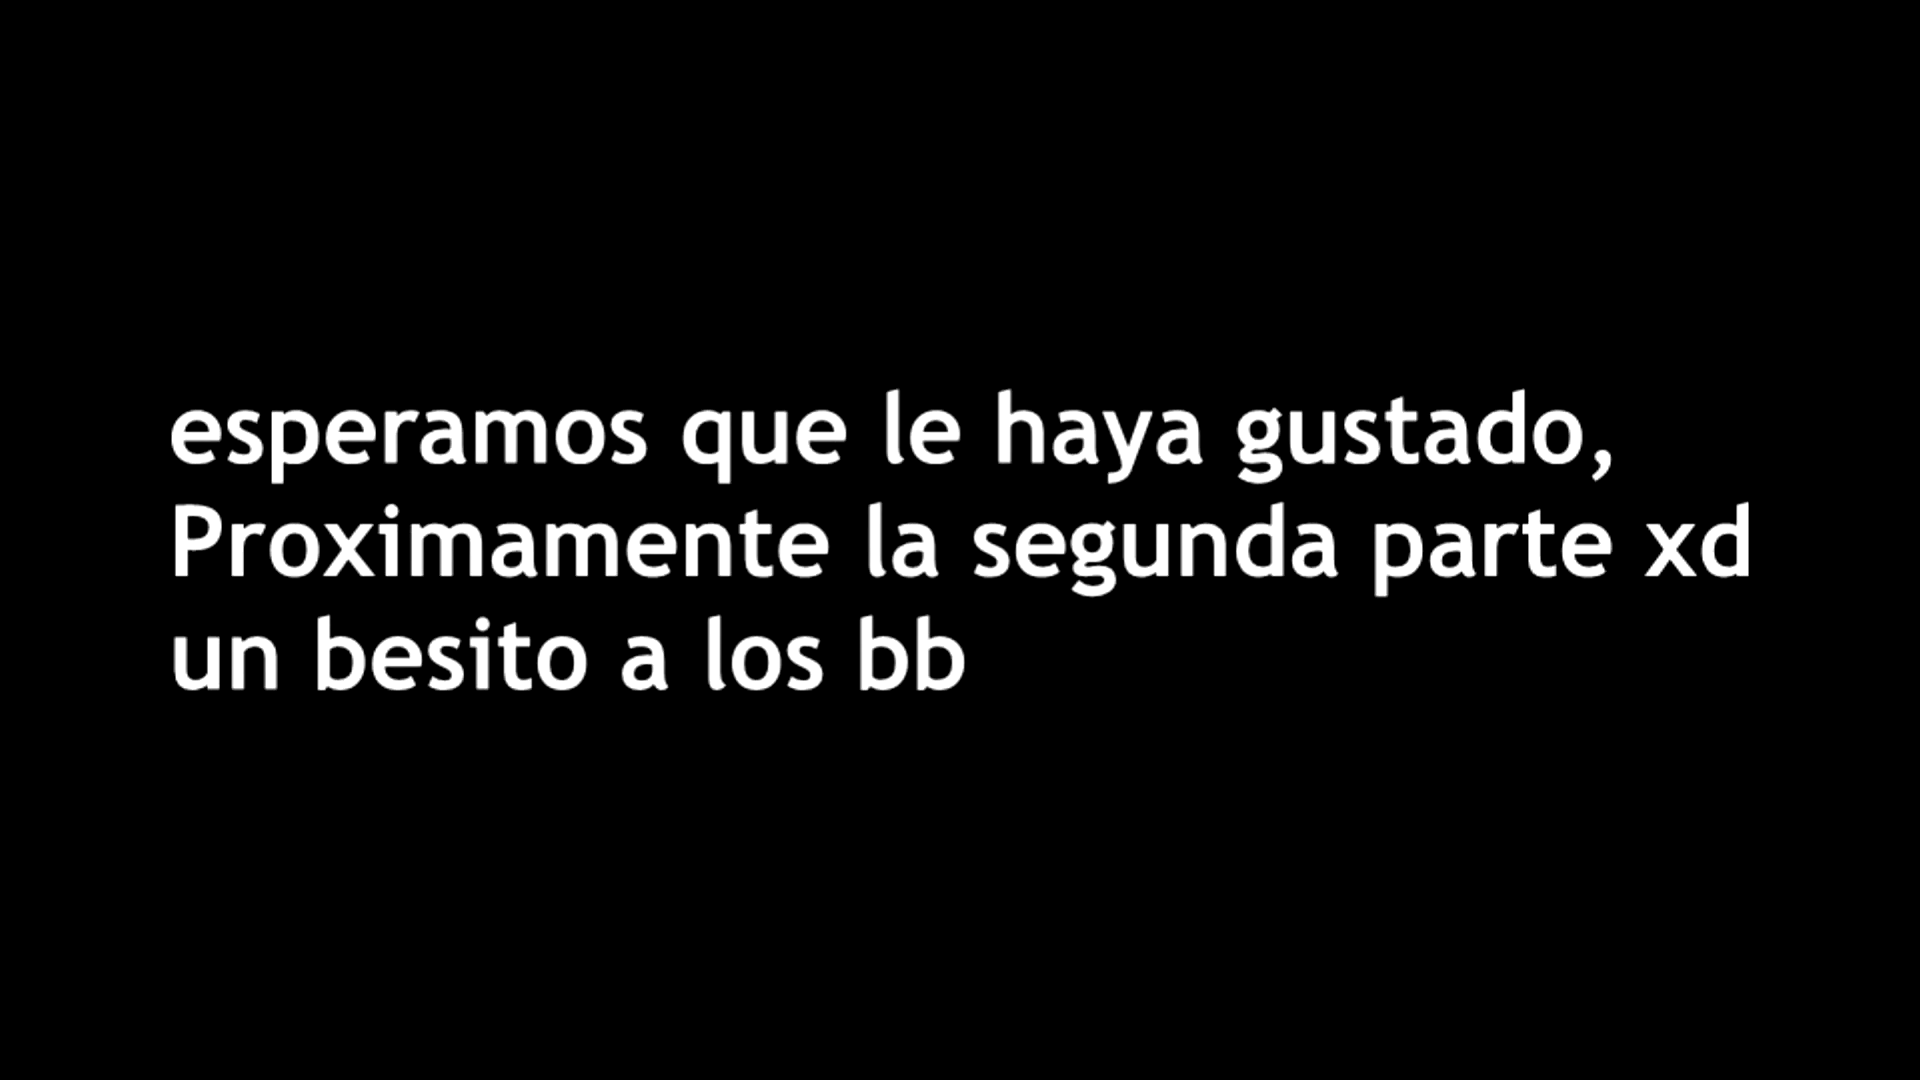 esperamos que le haya gustado,
Proximamente la segunda parte xd
un besito a los bb